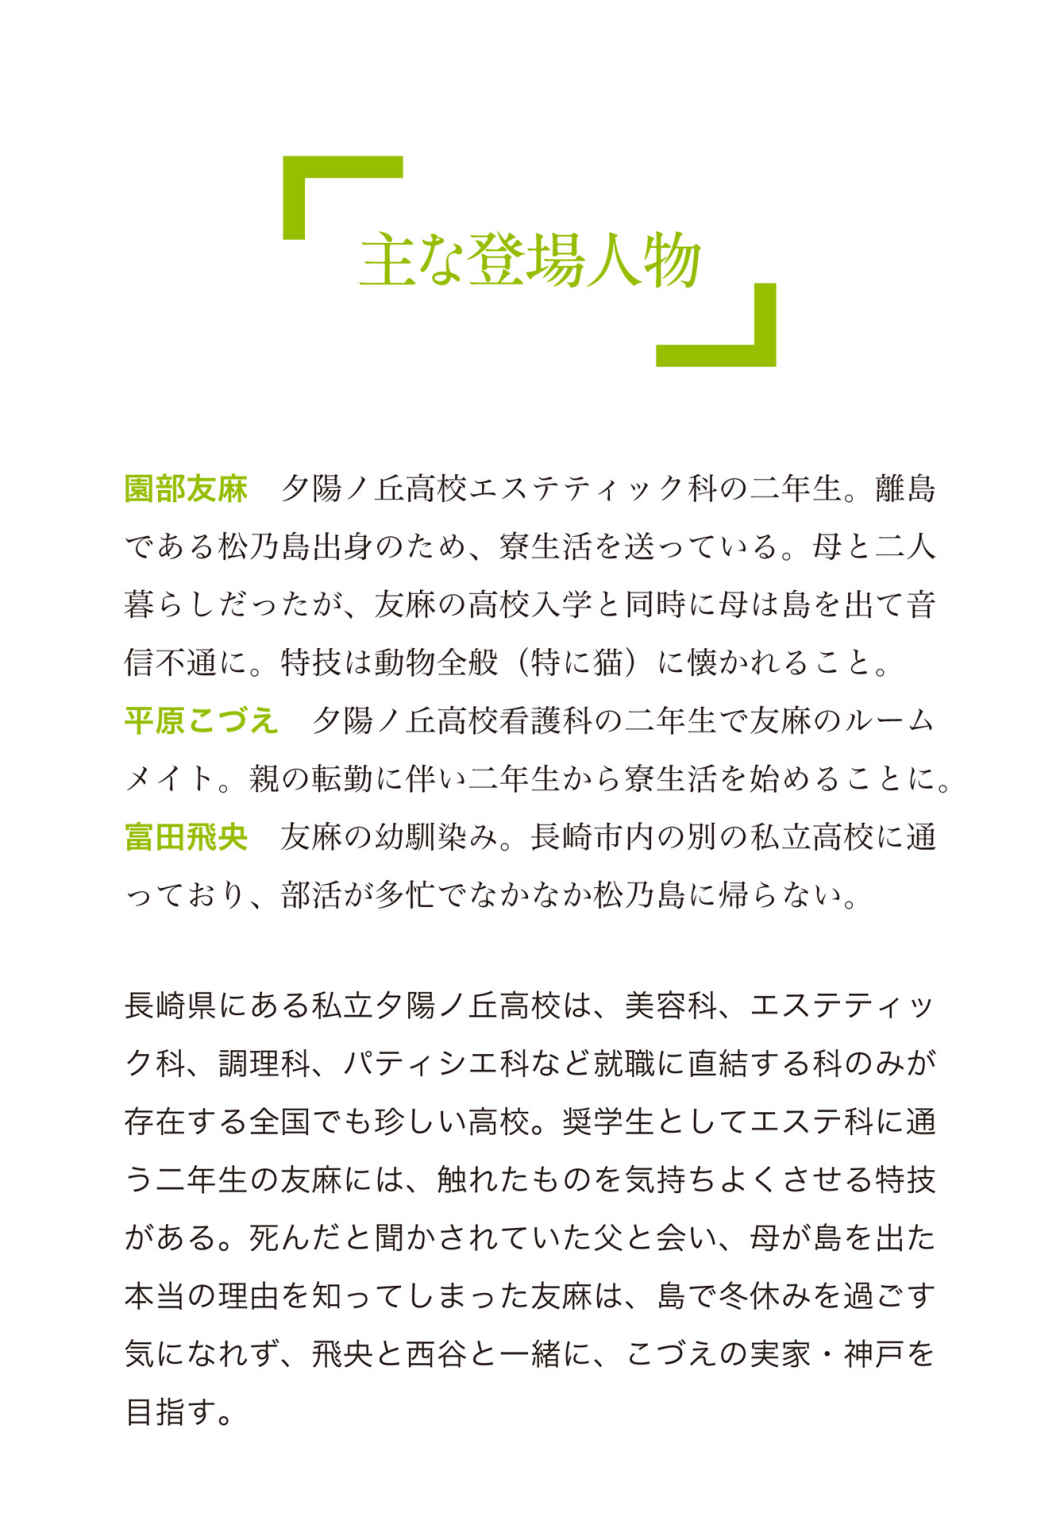 主な登場人物
園部友麻　夕陽ノ丘高校エステティック科の二年生。離島
である松乃島出身のため、寮生活を送っている。母と二人
暮らしだったが、友麻の高校入学と同時に母は島を出て音
信不通に。特技は動物全般（特に猫）に懐かれること。
平原こづえ　夕陽ノ丘高校看護科の二年生で友麻のルーム
メイト。親の転勤に伴い二年生から寮生活を始めることに。
富田飛央　友麻の幼馴染み。長崎市内の別の私立高校に通
っており、部活が多忙でなかなか松乃島に帰らない。
長崎県にある私立夕陽ノ丘高校は、美容科、エステティッ
ク科、調理科、パティシエ科など就職に直結する科のみが
存在する全国でも珍しい高校。奨学生としてエステ科に通
う二年生の友麻には、触れたものを気持ちよくさせる特技
がある。死んだと聞かされていた父と会い、母が島を出た
本当の理由を知ってしまった友麻は、島で冬休みを過ごす
気になれず、飛央と西谷と一緒に、こづえの実家・神戸を
目指す。